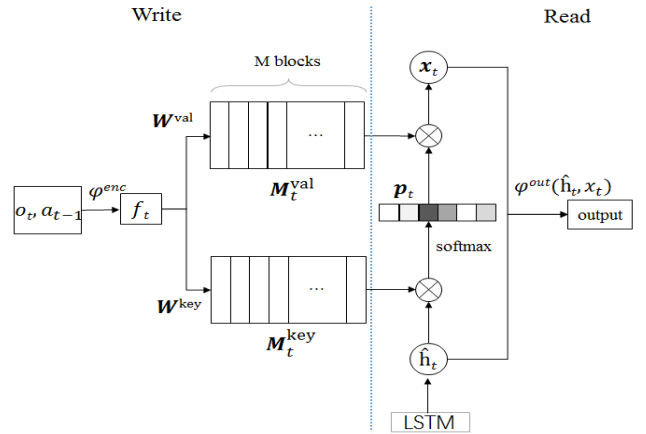 Write
Read
M blocks
W^val
...
M_t^val
φ^enc
o_t, a_{t-1}
f_t
W^key
...
M_t^key
x_t
p_t
softmax
ĥ_t
LSTM
φ^out(ĥ_t, x_t)
output